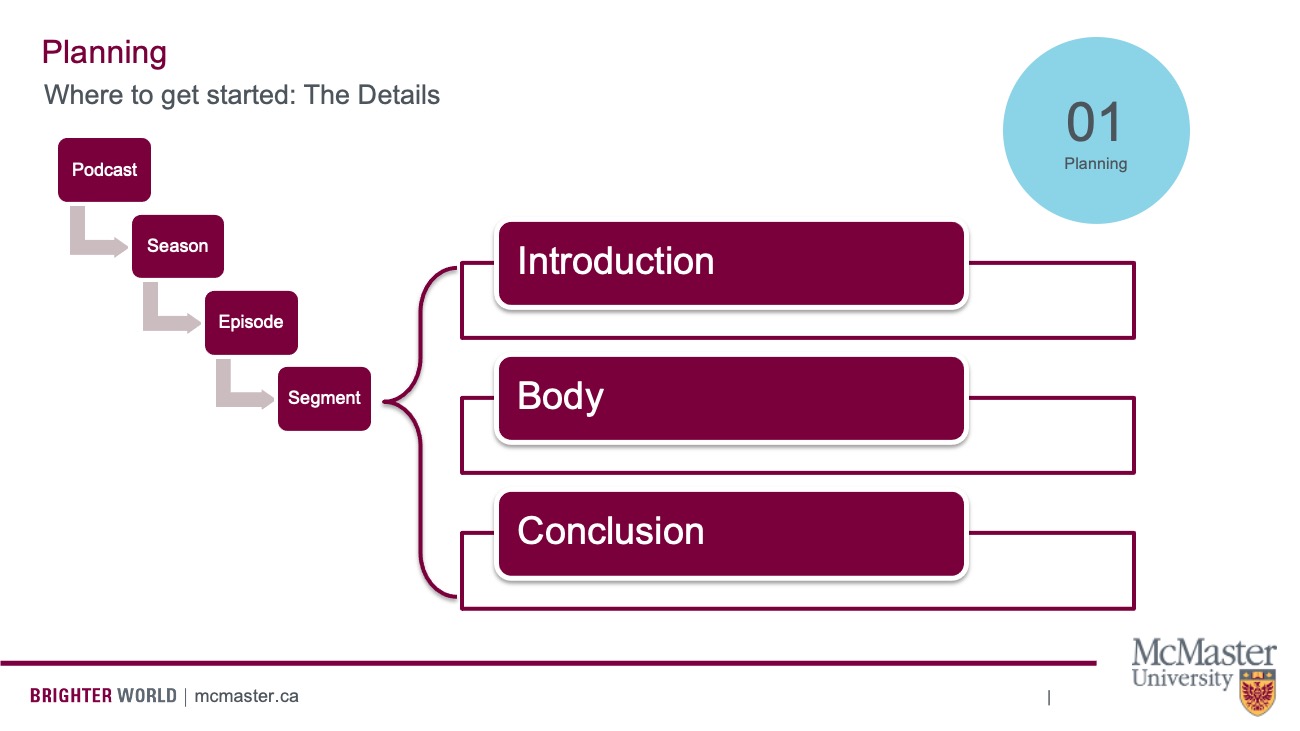 Planning
Where to get started: The Details
01
Planning
Podcast
Season
Episode
Segment
Introduction
Body
Conclusion
BRIGHTER WORLD | mcmaster.ca
|
McMaster
University